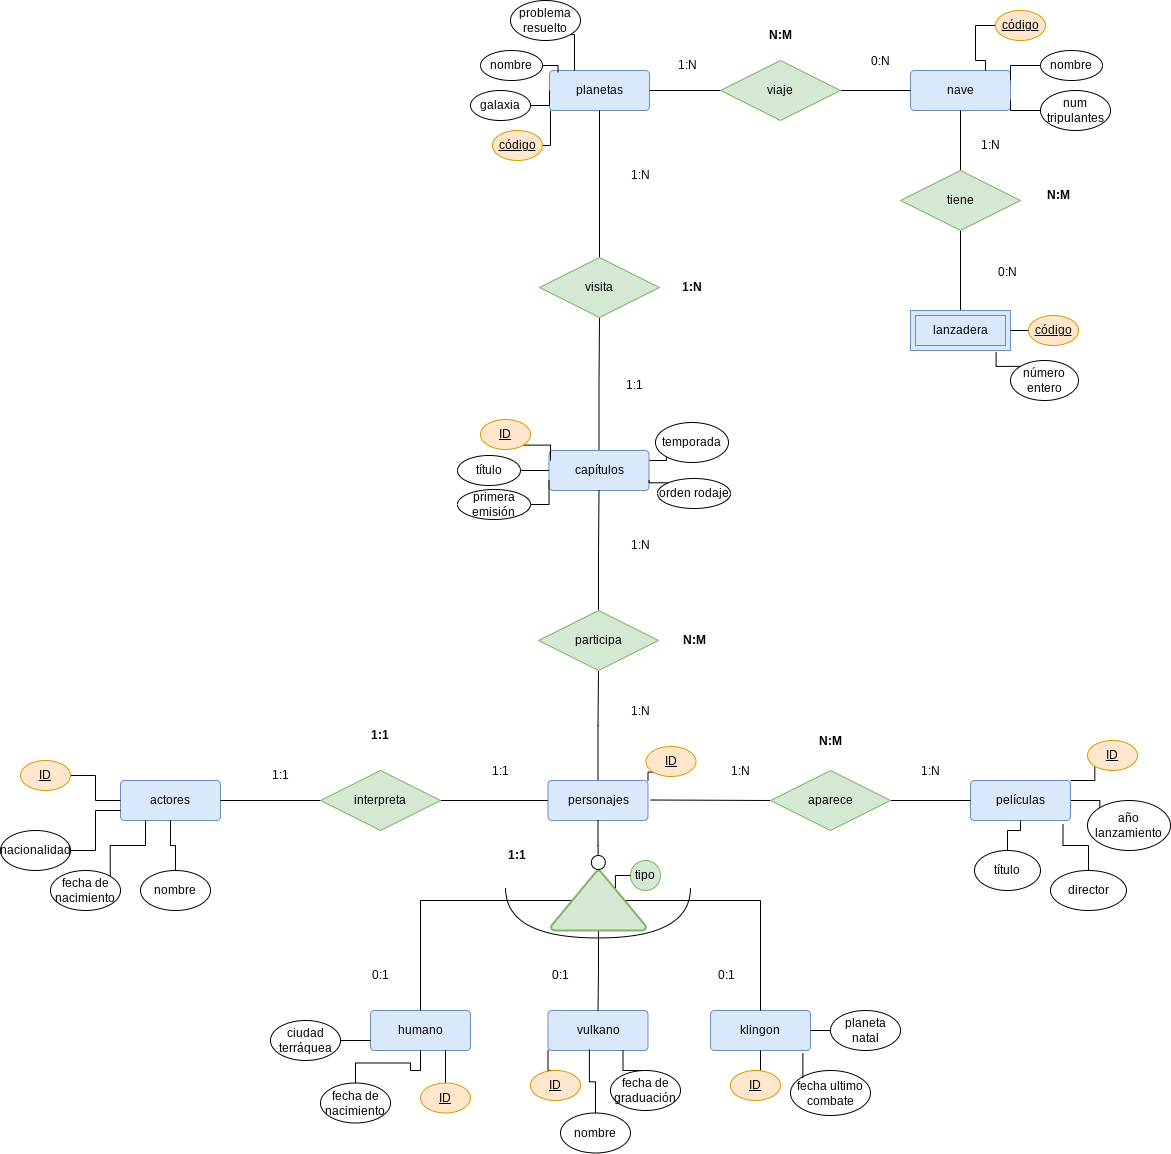 problema
resuelto
código
N:M
nombre
1:N
0:N
nombre
planetas
viaje
nave
galaxia
num
tripulantes
código
1:N
1:N
tiene
N:M
0:N
visita
1:N
lanzadera
código
número
entero
1:1
ID
temporada
título
capítulos
primera
emisión
orden rodaje
1:N
participa
N:M
1:N
1:1
N:M
ID
ID
ID
1:1
1:1
1:N
1:N
actores
interpreta
personajes
aparece
películas
año
lanzamiento
nacionalidad
1:1
tipo
título
fecha de
nacimiento
nombre
director
0:1
0:1
0:1
ciudad
terráquea
humano
vulkano
klingon
planeta
natal
fecha de
nacimiento
ID
ID
fecha de
graduación
ID
fecha ultimo
combate
nombre